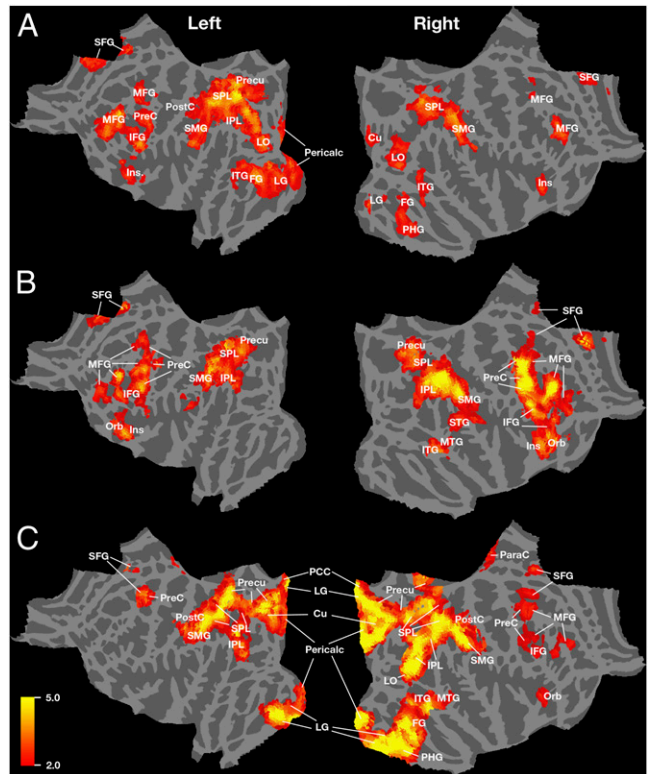 A
Left
Right
SFG
MFG
PreC
MFG
IFG
Ins.
PostC
SMG
SPL
Precu
IPL
LO
Pericalc
ITG
FG
LG
SPL
SMG
Cu
LO
ITG
LG
FG
PHG
MFG
SFG
MFG
Ins
B
SFG
MFG
PreC
IFG
Orb
Ins
Precu
SPL
SMG
IPL
Precu
SPL
IPL
SMG
STG
MTG
ITG
SFG
MFG
PreC
IFG
Ins
Orb
C
SFG
PreC
Precu
PostC
SPL
SMG
IPL
PCC
LG
Cu
Pericalc
LG
Precu
SPL
PostC
IPL
SMG
LO
ITG
MTG
FG
PHG
ParaC
SFG
PreC
MFG
IFG
Orb
5.0
2.0